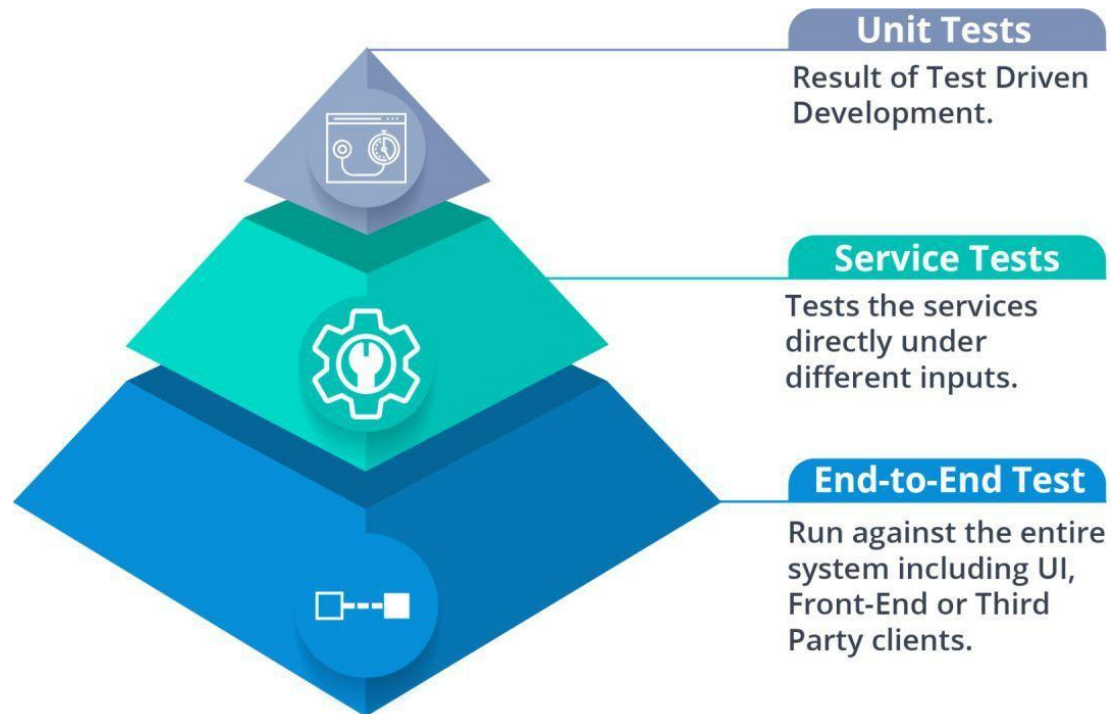 Unit Tests
Result of Test Driven
Development.
Service Tests
Tests the services
directly under
different inputs.
End-to-End Test
Run against the entire
system including UI,
Front-End or Third
Party clients.